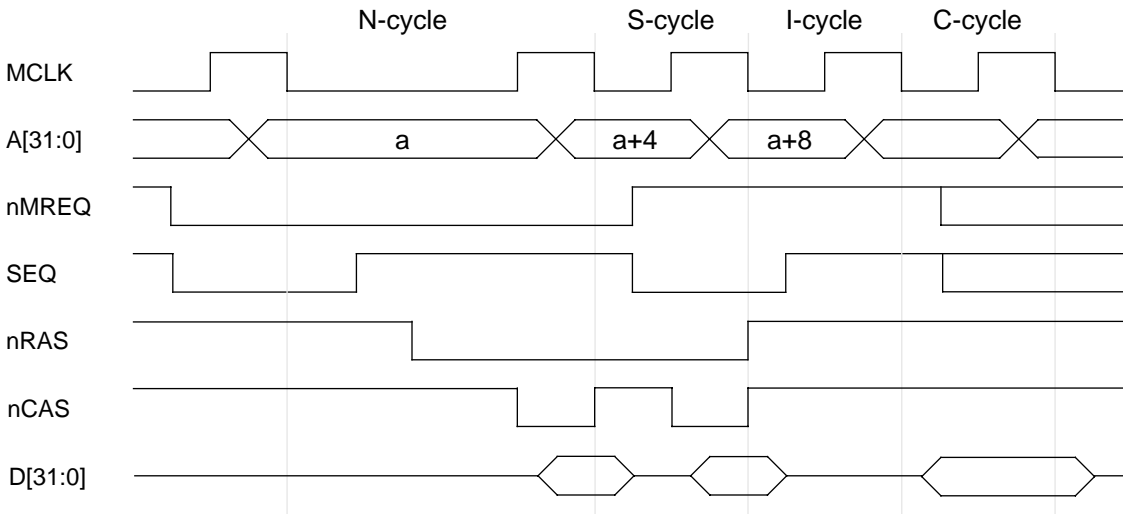 N-cycle S-cycle I-cycle C-cycle
MCLK
A[31:0] a a+4 a+8
nMREQ
SEQ
nRAS
nCAS
D[31:0]